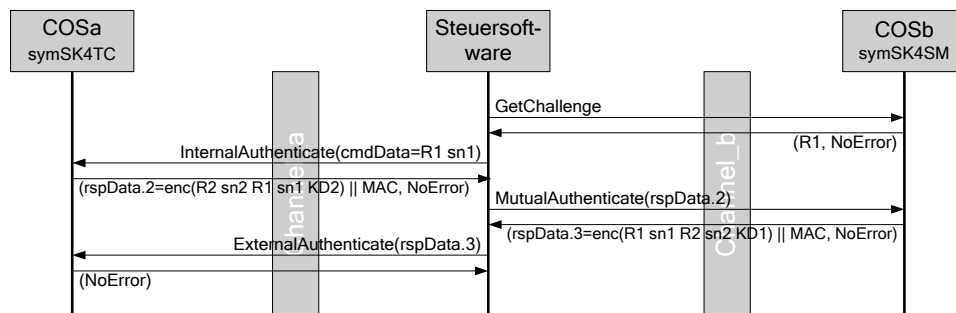 COSa
symSK4TC
Steuersoft-
ware
COSb
symSK4SM
Channel_a
Channel_b
GetChallenge
(R1, NoError)
InternalAuthenticate(cmdData=R1 sn1)
(rspData.2=enc(R2 sn2 R1 sn1 KD2) || MAC, NoError)
MutualAuthenticate(rspData.2)
(rspData.3=enc(R1 sn1 R2 sn2 KD1) || MAC, NoError)
ExternalAuthenticate(rspData.3)
(NoError)